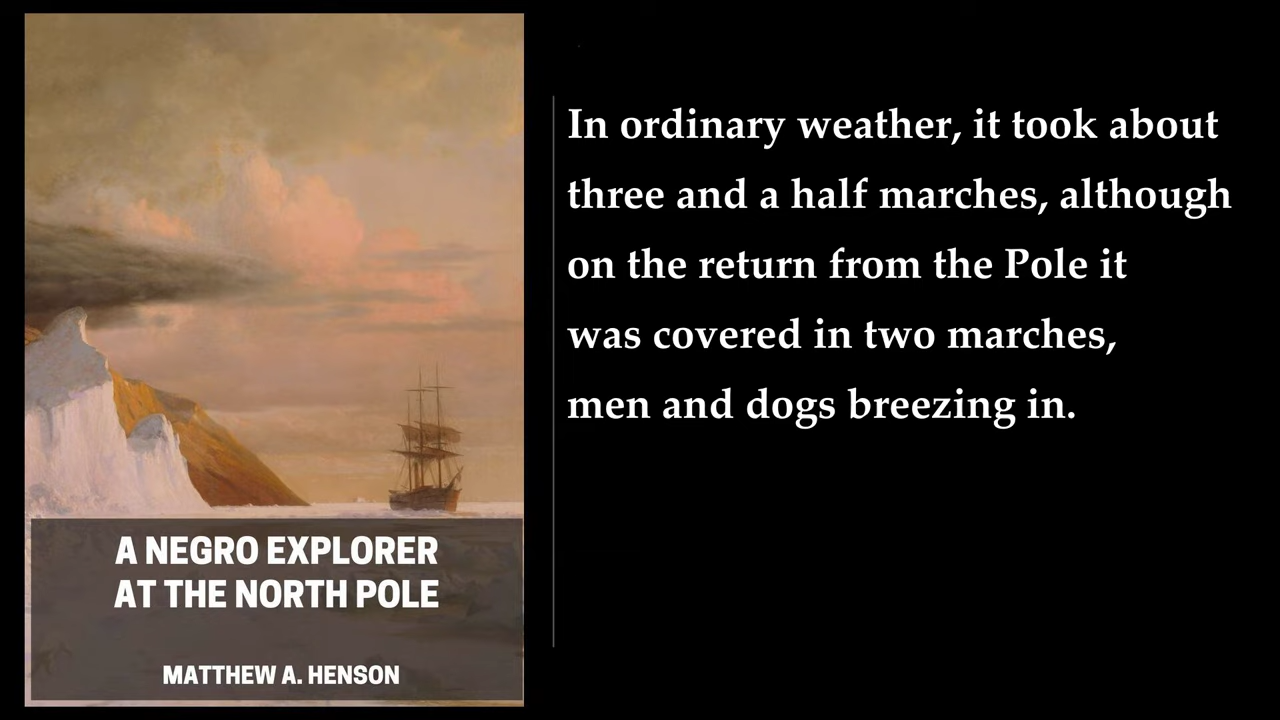 In ordinary weather, it took about
three and a half marches, although
on the return from the Pole it
was covered in two marches,
men and dogs breezing in.
A NEGRO EXPLORER
AT THE NORTH POLE
MATTHEW A. HENSON